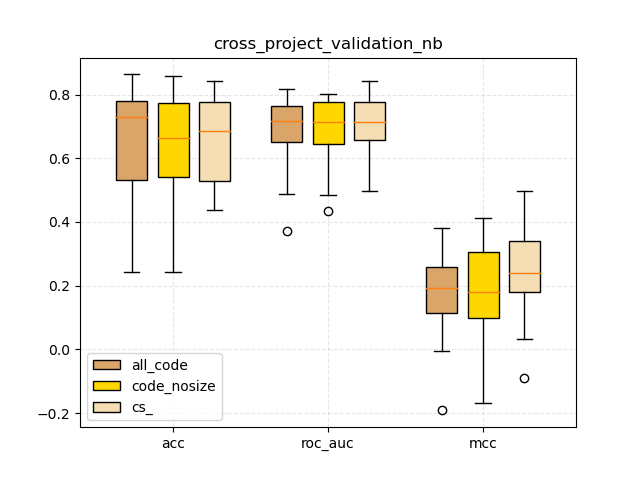 cross_project_validation_nb
0.8
0.6
0.4
0.2
0.0
−0.2
all_code
code_nosize
cs_
acc roc_auc mcc